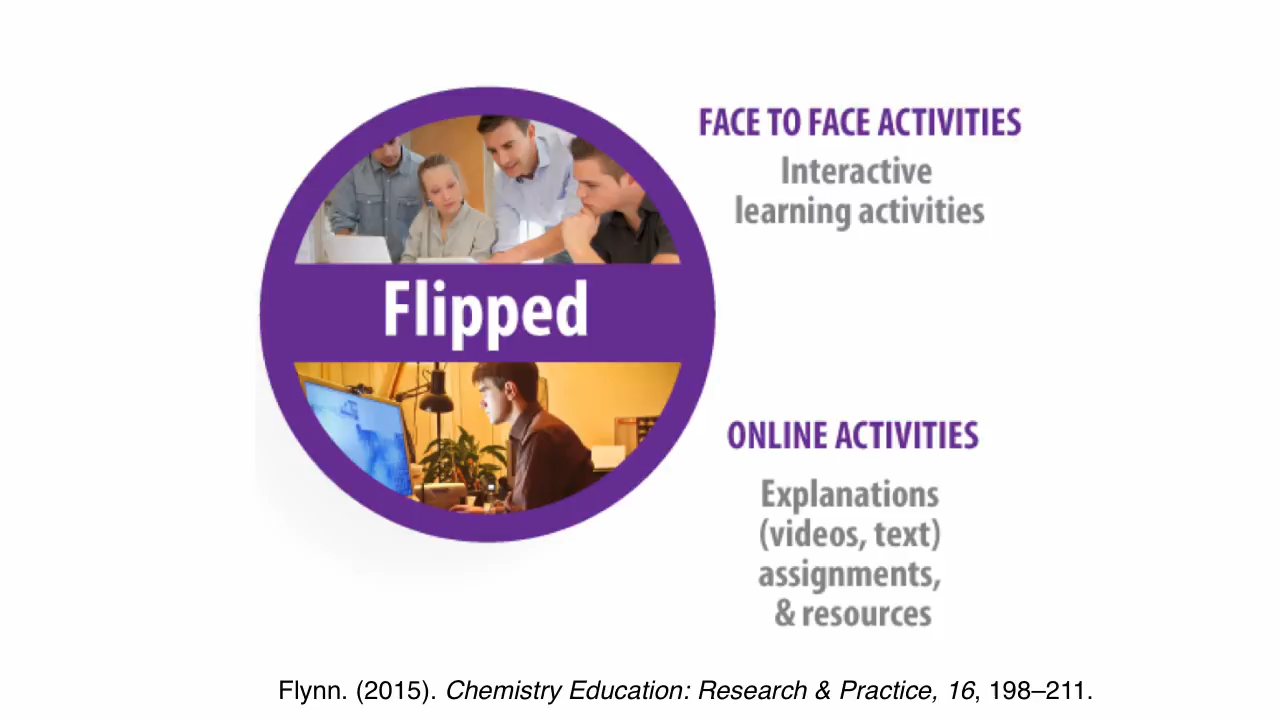 FACE TO FACE ACTIVITIES
Interactive
learning activities
Flipped
ONLINE ACTIVITIES
Explanations
(videos, text)
assignments,
& resources
Flynn. (2015). Chemistry Education: Research & Practice, 16, 198–211.